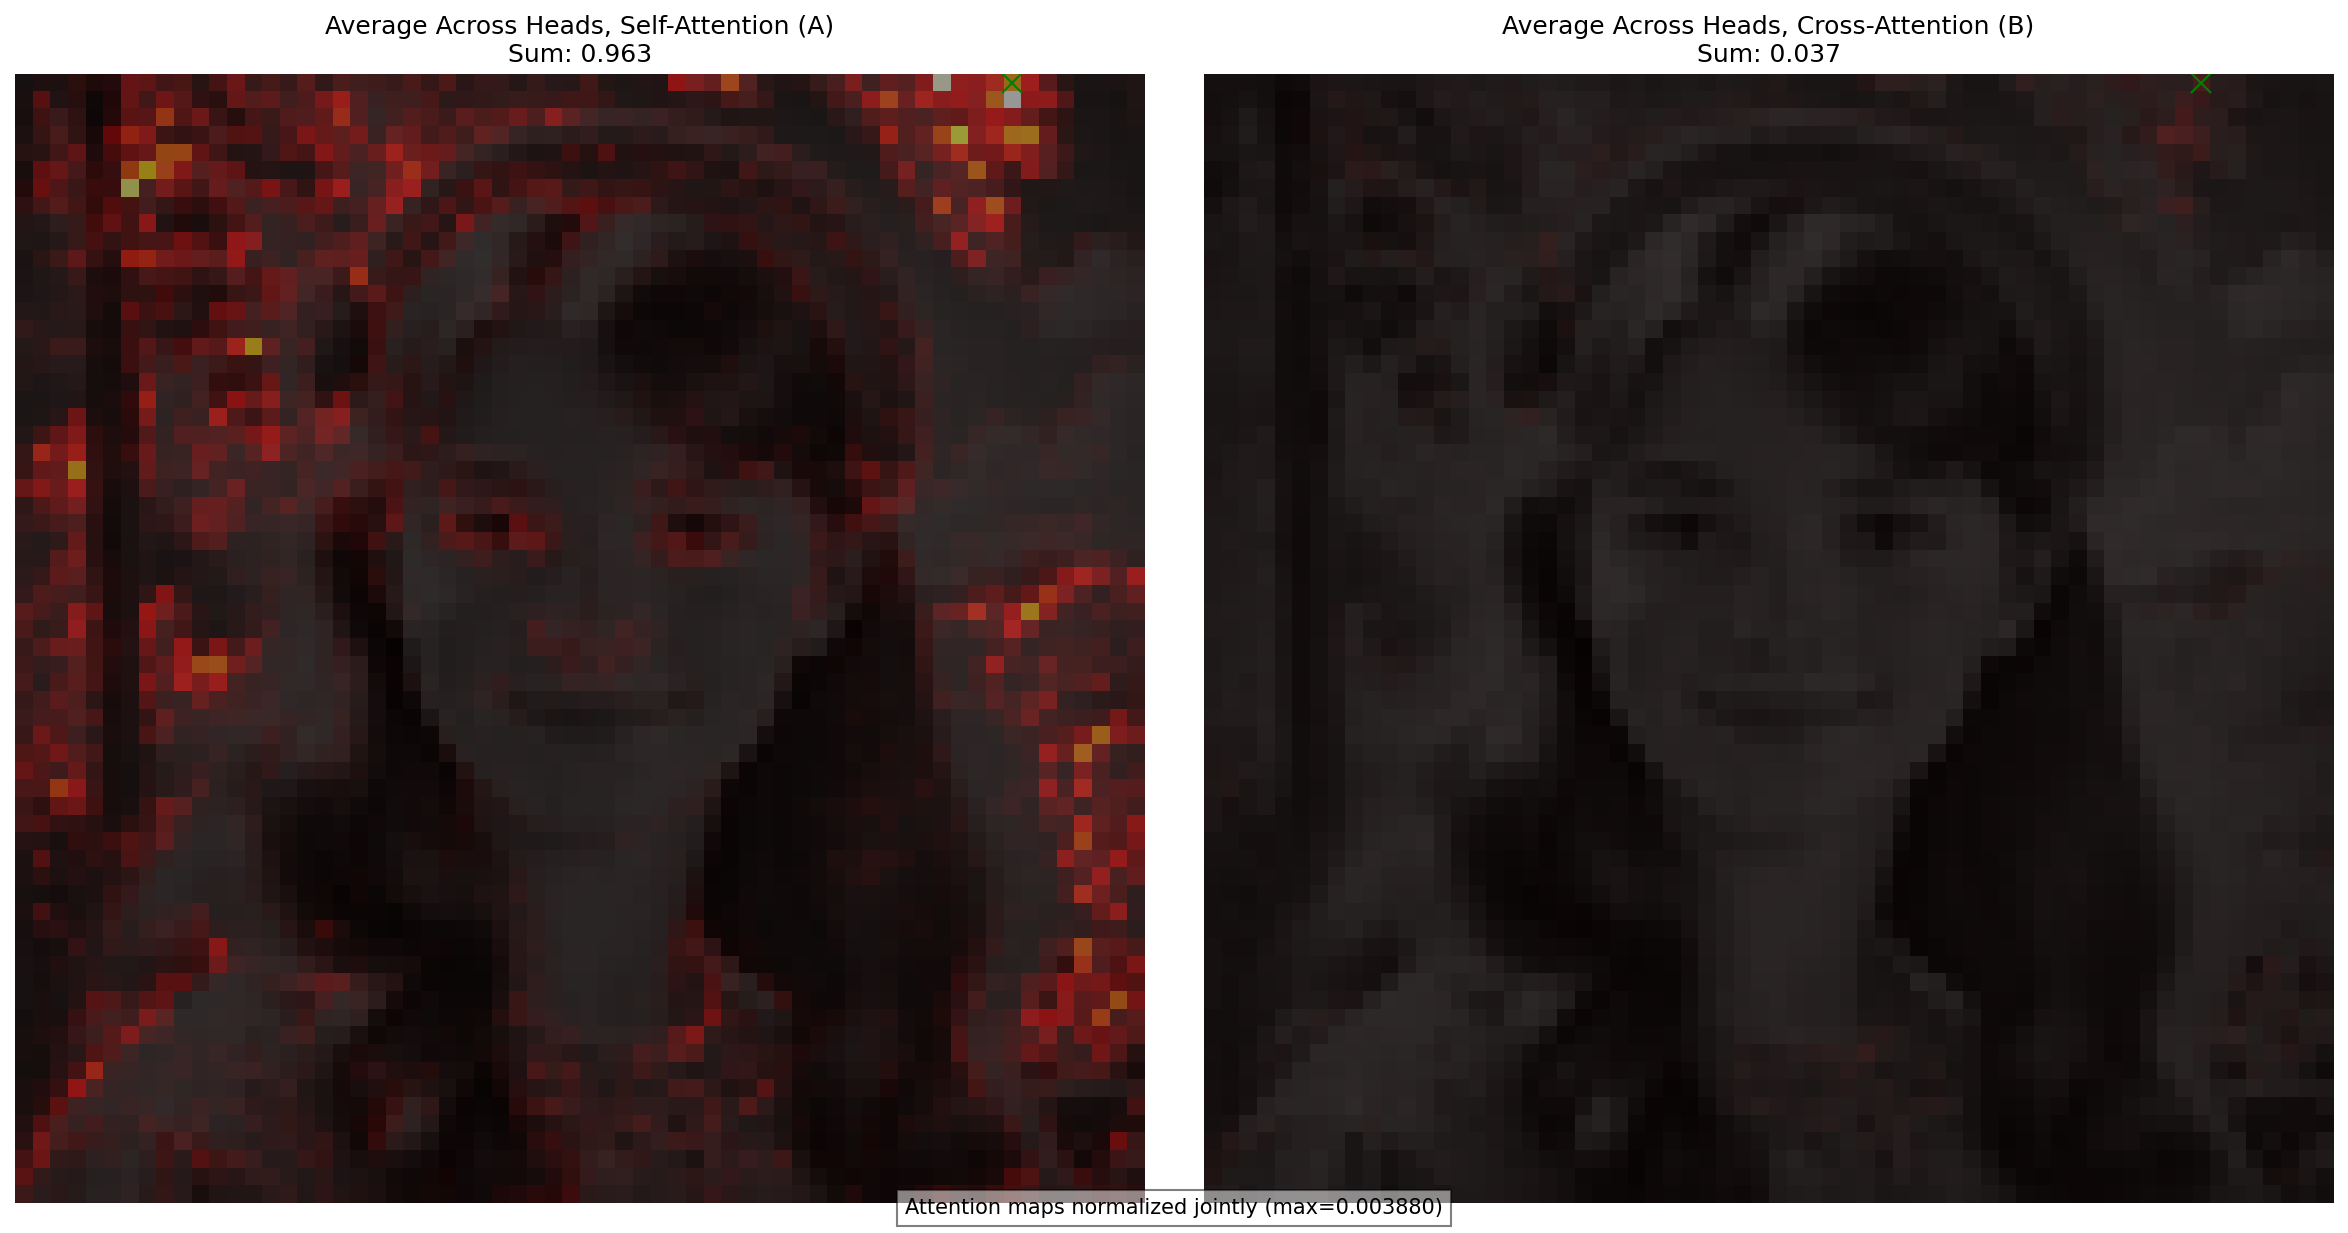 Average Across Heads, Self-Attention (A)
Sum: 0.963
Average Across Heads, Cross-Attention (B)
Sum: 0.037
Attention maps normalized jointly (max=0.003880)